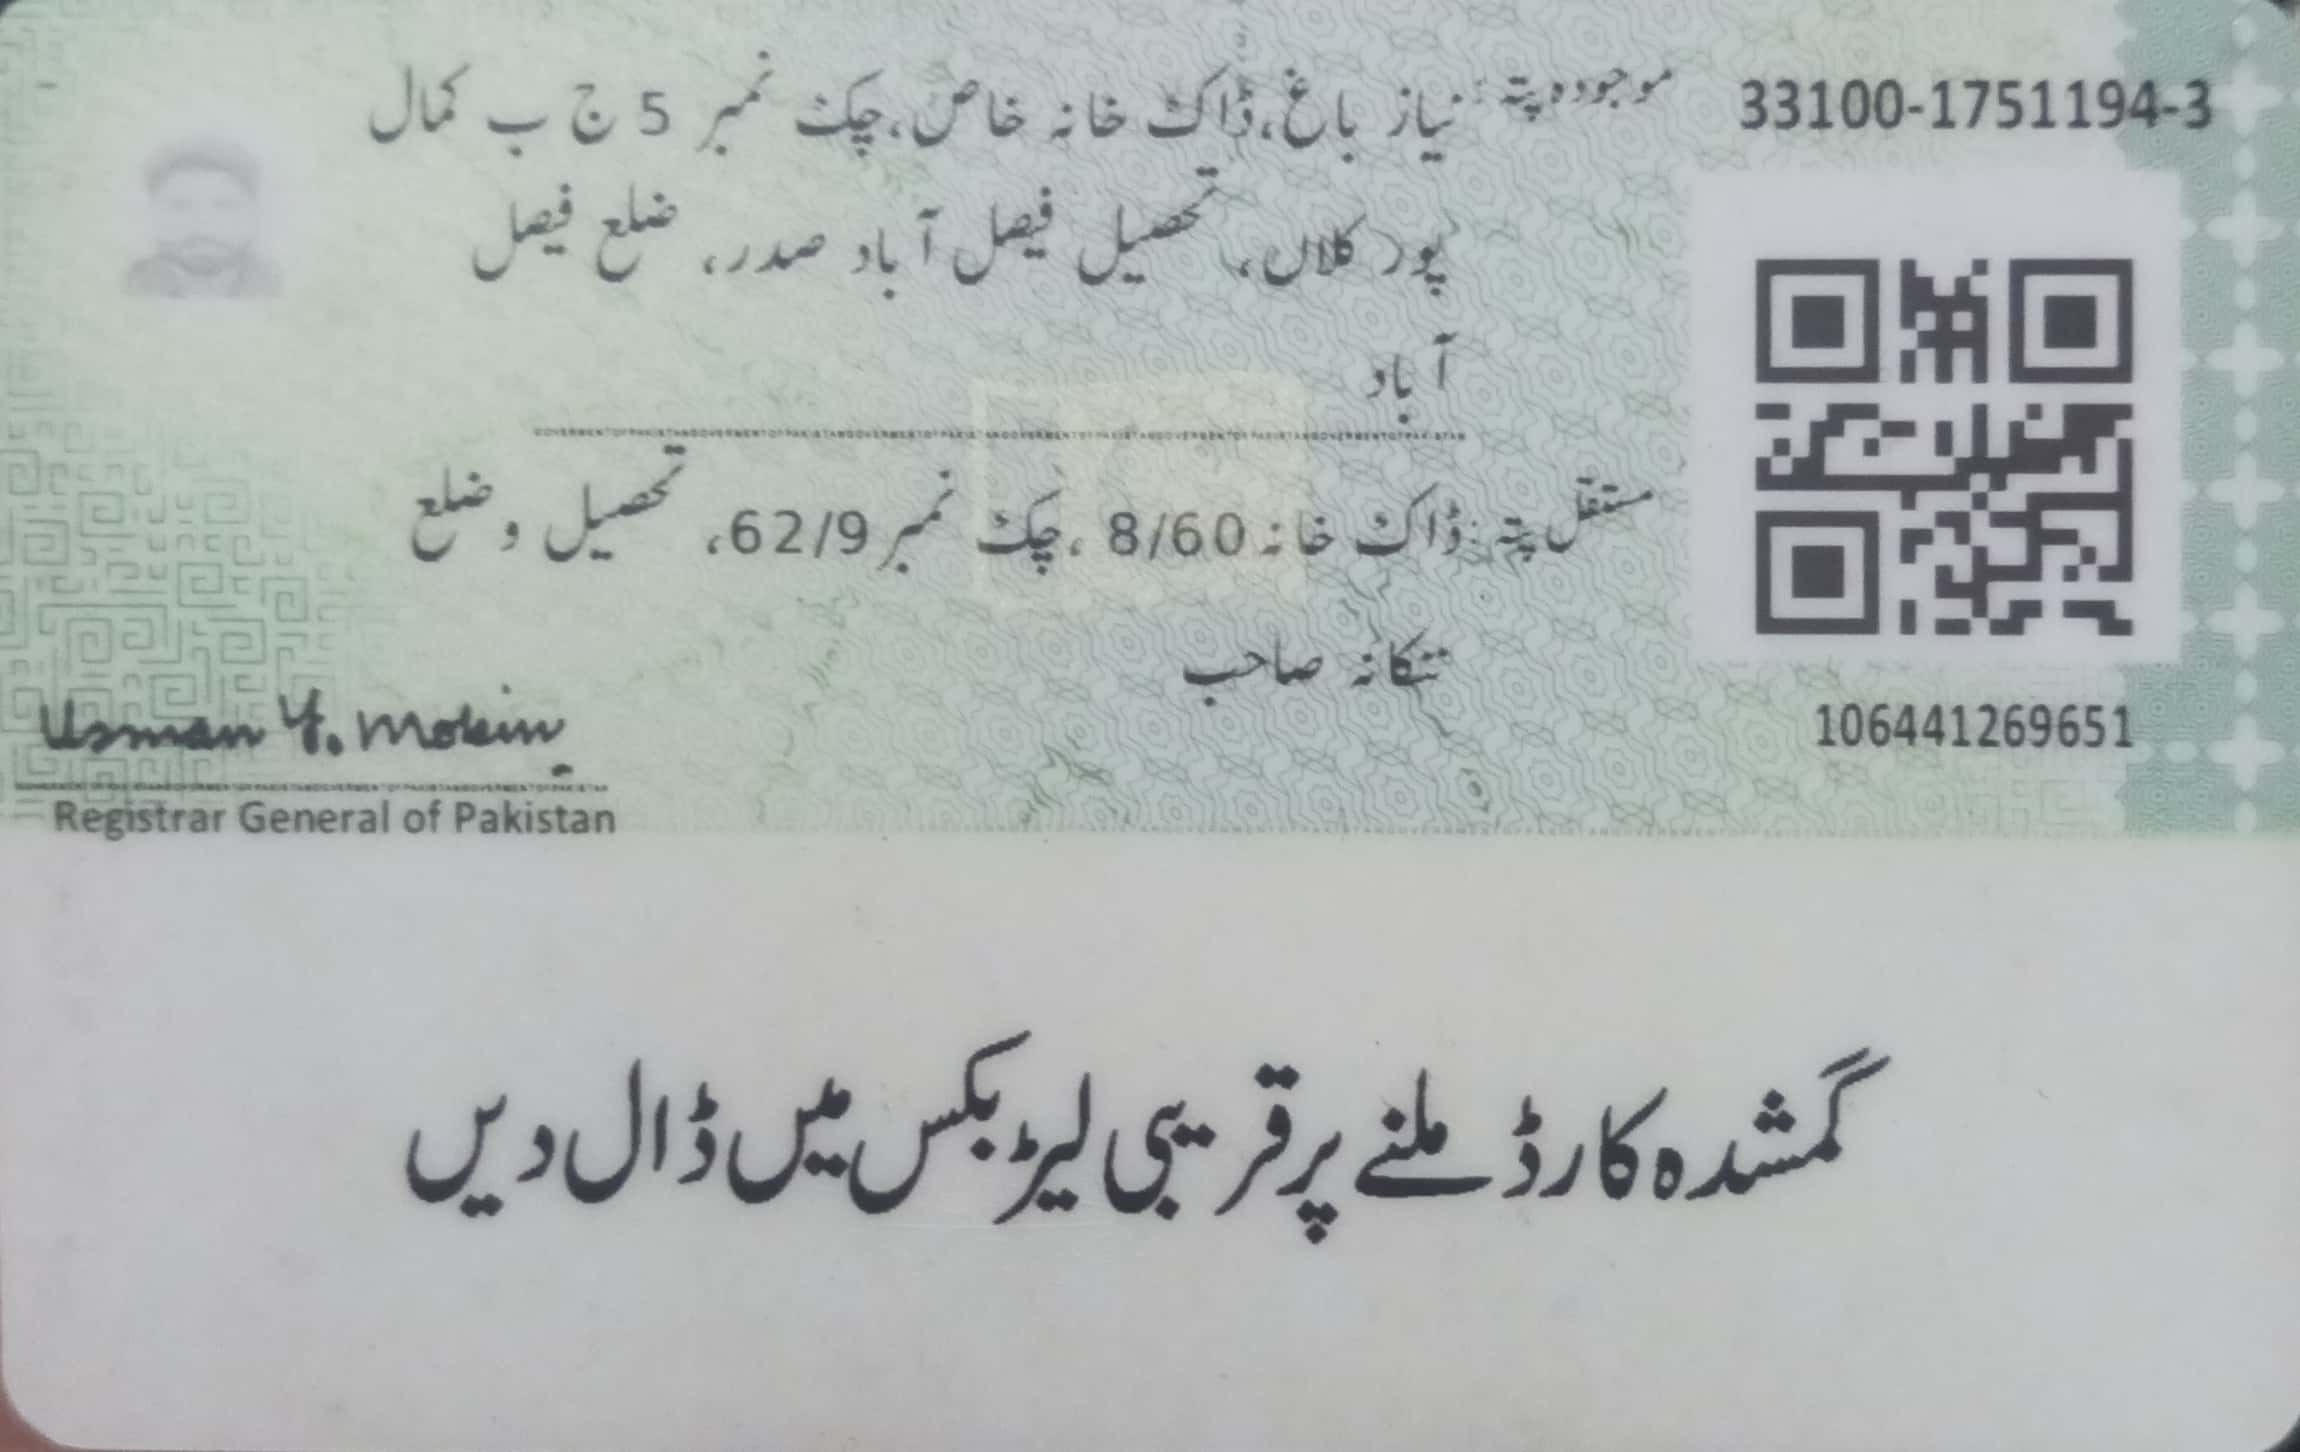 33100-1751194-3
موجودہ پتہ: نیاز باغ، ڈاک خانہ خاص، چک نمبر 5 ج ب کمال
پور کلاں، تحصیل فیصل آباد صدر، ضلع فیصل
آباد
مستقل پتہ: ڈاک خانہ 8/60، چک نمبر 62/9، تحصیل و ضلع
ننکانہ صاحب
106441269651
Usman Y. Mobin
Registrar General of Pakistan
گمشدہ کارڈ ملنے پر قریبی لیٹر بکس میں ڈال دیں